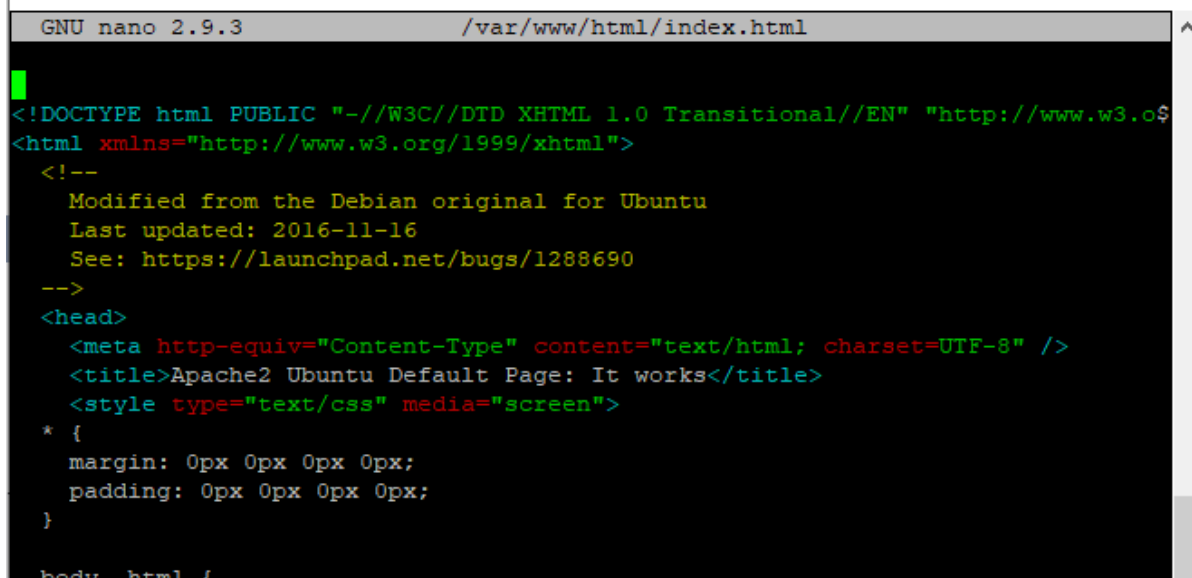 GNU nano 2.9.3 /var/www/html/index.html
<!DOCTYPE html PUBLIC "-//W3C//DTD XHTML 1.0 Transitional//EN" "http://www.w3.o$
<html xmlns="http://www.w3.org/1999/xhtml">
<!--
Modified from the Debian original for Ubuntu
Last updated: 2016-11-16
See: https://launchpad.net/bugs/1288690
-->
<head>
<meta http-equiv="Content-Type" content="text/html; charset=UTF-8" />
<title>Apache2 Ubuntu Default Page: It works</title>
<style type="text/css" media="screen">
* {
margin: 0px 0px 0px 0px;
padding: 0px 0px 0px 0px;
}
body, html {